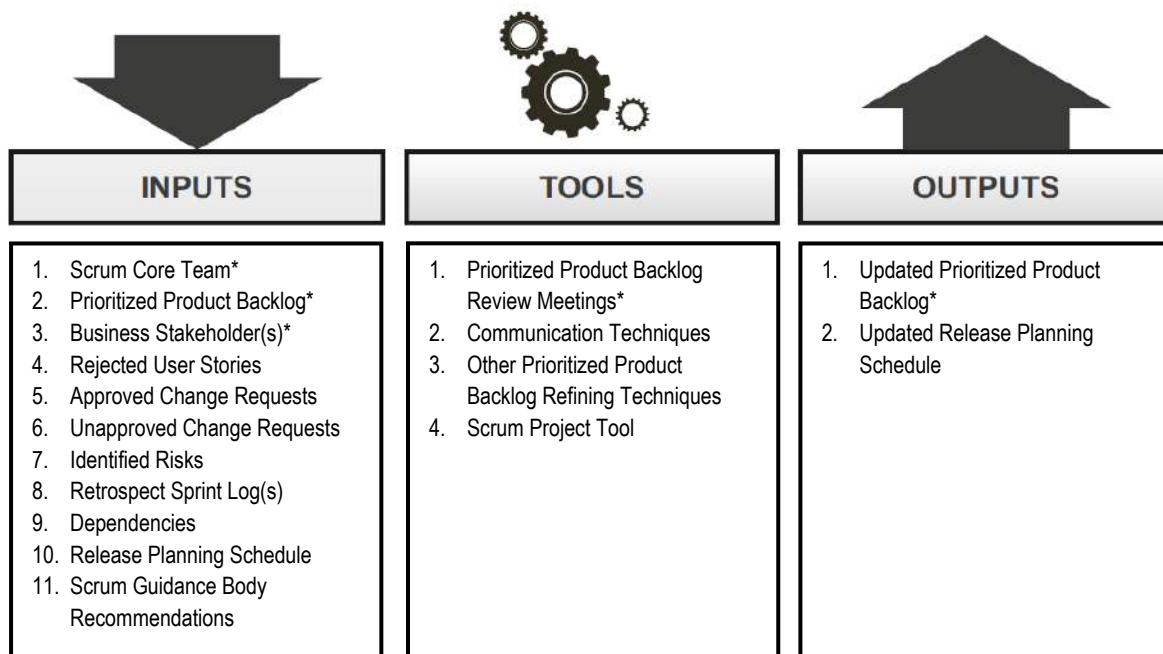 INPUTS
1. Scrum Core Team*
2. Prioritized Product Backlog*
3. Business Stakeholder(s)*
4. Rejected User Stories
5. Approved Change Requests
6. Unapproved Change Requests
7. Identified Risks
8. Retrospect Sprint Log(s)
9. Dependencies
10. Release Planning Schedule
11. Scrum Guidance Body
Recommendations
TOOLS
1. Prioritized Product Backlog
Review Meetings*
2. Communication Techniques
3. Other Prioritized Product
Backlog Refining Techniques
4. Scrum Project Tool
OUTPUTS
1. Updated Prioritized Product
Backlog*
2. Updated Release Planning
Schedule